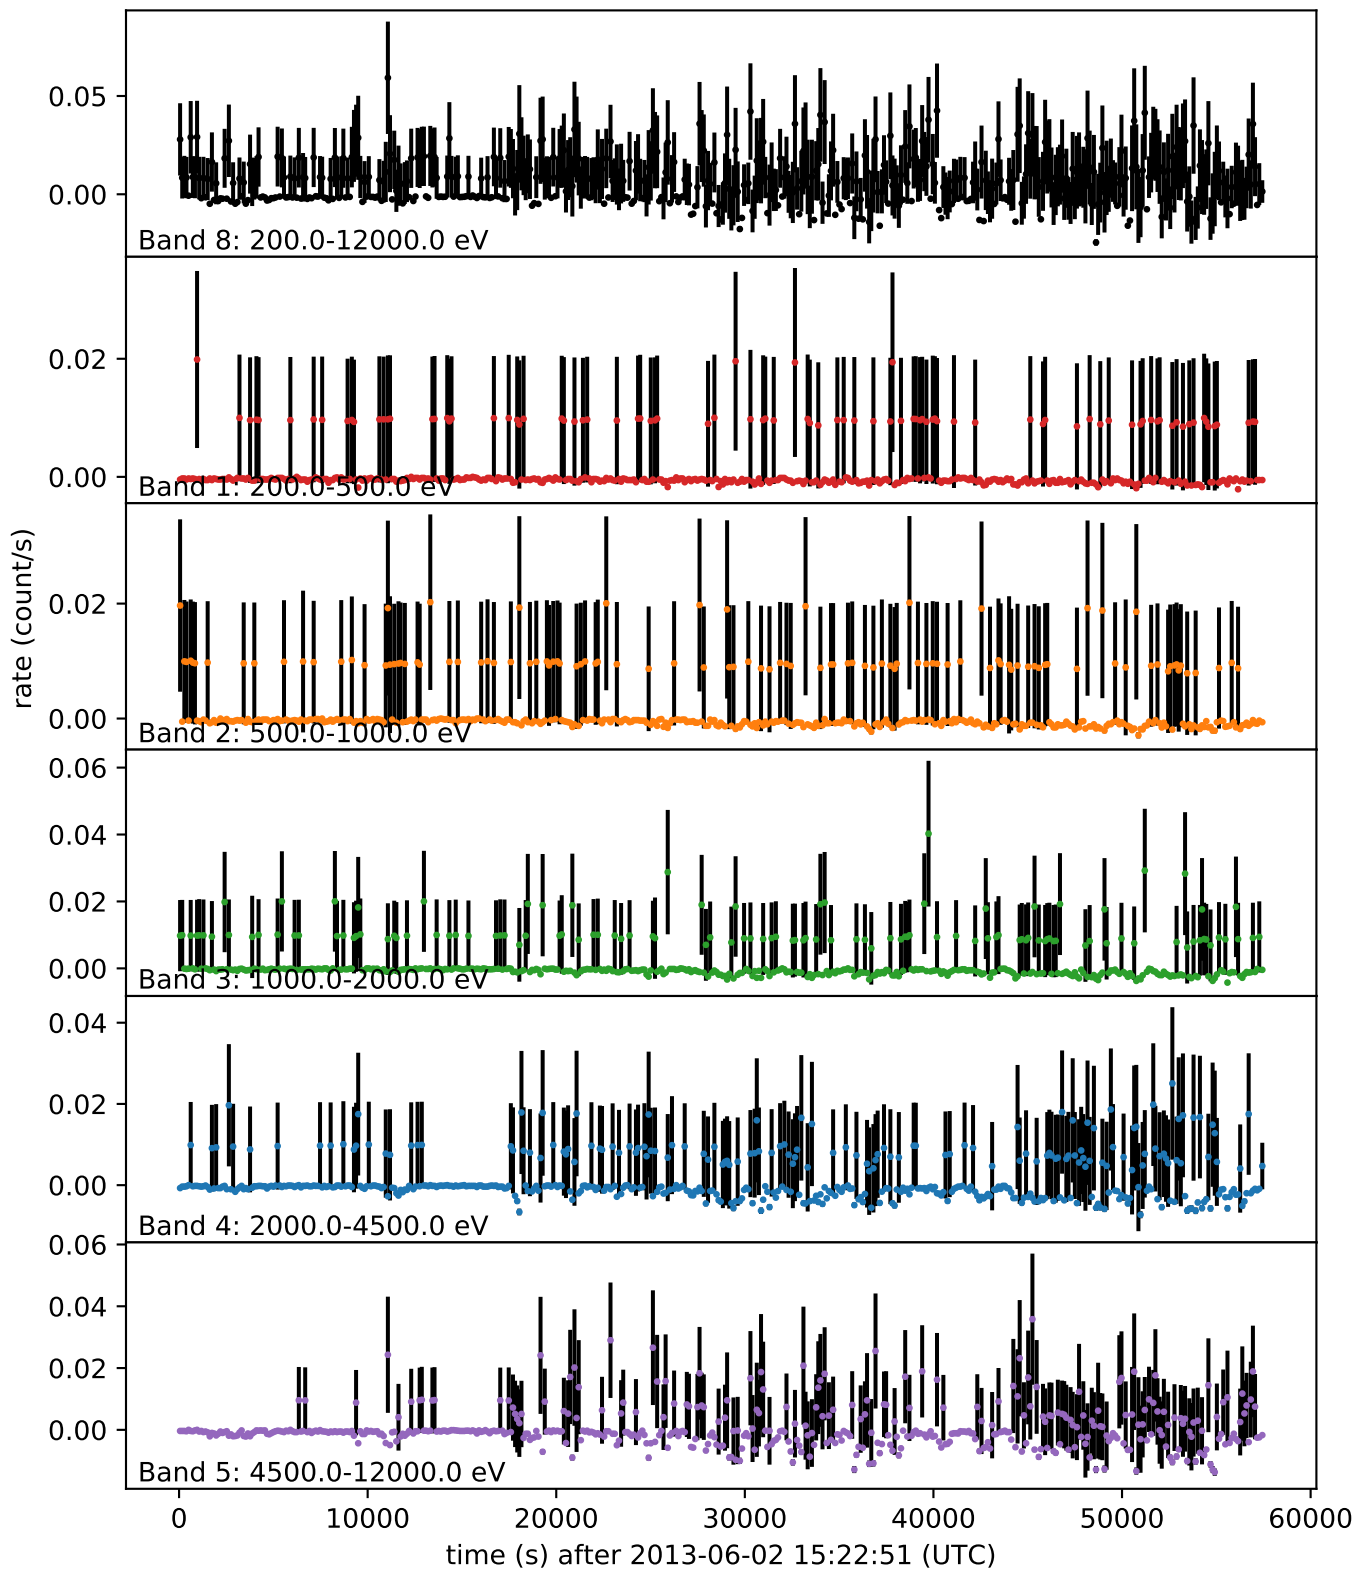 0.05
0.00
Band 8: 200.0-12000.0 eV
0.02
0.00
Band 1: 200.0-500.0 eV
rate (count/s)
0.02
0.00
Band 2: 500.0-1000.0 eV
0.06
0.04
0.02
0.00
Band 3: 1000.0-2000.0 eV
0.04
0.02
0.00
Band 4: 2000.0-4500.0 eV
0.06
0.04
0.02
0.00
Band 5: 4500.0-12000.0 eV
0 10000 20000 30000 40000 50000 60000
time (s) after 2013-06-02 15:22:51 (UTC)